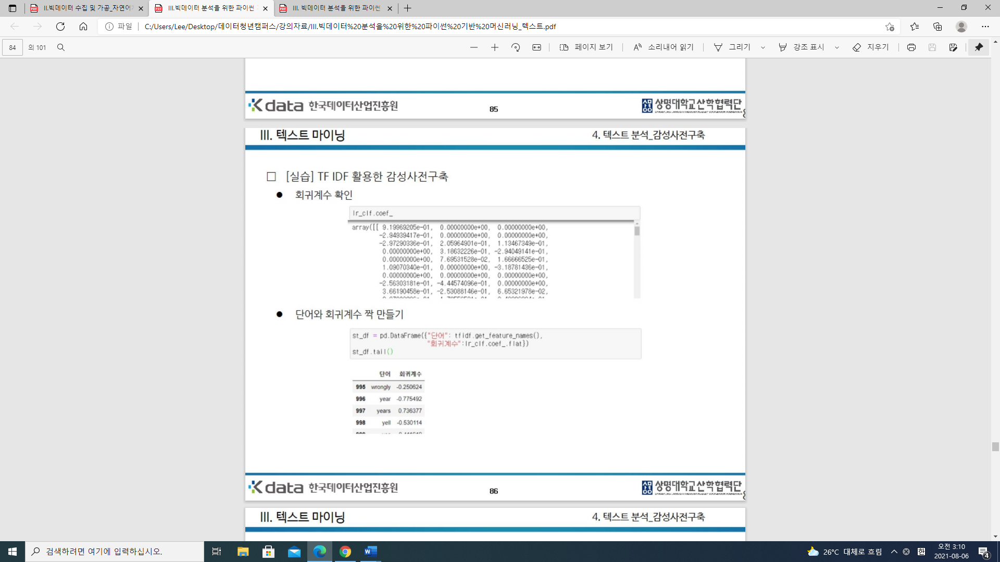 II.빅데이터 수집 및 가공_자연어
III.빅데이터 분석을 위한 파이썬
III. 빅데이터 분석을 위한 파이썬
파일
C:/Users/Lee/Desktop/데이터청년캠퍼스/강의자료/III.빅데이터%20분석을%20위한%20파이썬%20기반%20머신러닝_텍스트.pdf
84 의 101
페이지 보기
소리내어 읽기
그리기
강조 표시
지우기
K data 한국데이터산업진흥원
85
상명대학교산학협력단
III. 텍스트 마이닝
4. 텍스트 분석_감성사전구축
□ [실습] TF IDF 활용한 감성사전구축
● 회귀계수 확인
lr_clf.coef_
array([[ 9.19969205e-01, 0.00000000e+00, 0.00000000e+00,
-2.94939417e-01, 0.00000000e+00, 0.00000000e+00,
-2.97290336e-01, 2.05964901e-01, 1.13467349e-01,
0.00000000e+00, 3.18632226e-01, -2.94049141e-01,
0.00000000e+00, 7.69531528e-02, 1.66666525e-01,
1.09070340e-01, 0.00000000e+00, -3.18781436e-01,
0.00000000e+00, 0.00000000e+00, 0.00000000e+00,
-2.56303181e-01, -4.44574096e-01, 0.00000000e+00,
3.66190458e-01, -2.53088146e-01, 6.65321978e-02,
● 단어와 회귀계수 짝 만들기
st_df = pd.DataFrame({"단어": tfidf.get_feature_names(),
"회귀계수":lr_clf.coef_.flat})
st_df.tail()
단어 회귀계수
995 wrongly -0.250624
996 year -0.775492
997 years 0.736377
998 yell -0.530114
K data 한국데이터산업진흥원
86
상명대학교산학협력단
III. 텍스트 마이닝
4. 텍스트 분석_감성사전구축
검색하려면 여기에 입력하십시오.
26°C 대체로 흐림
한
오전 3:10
2021-08-06
4